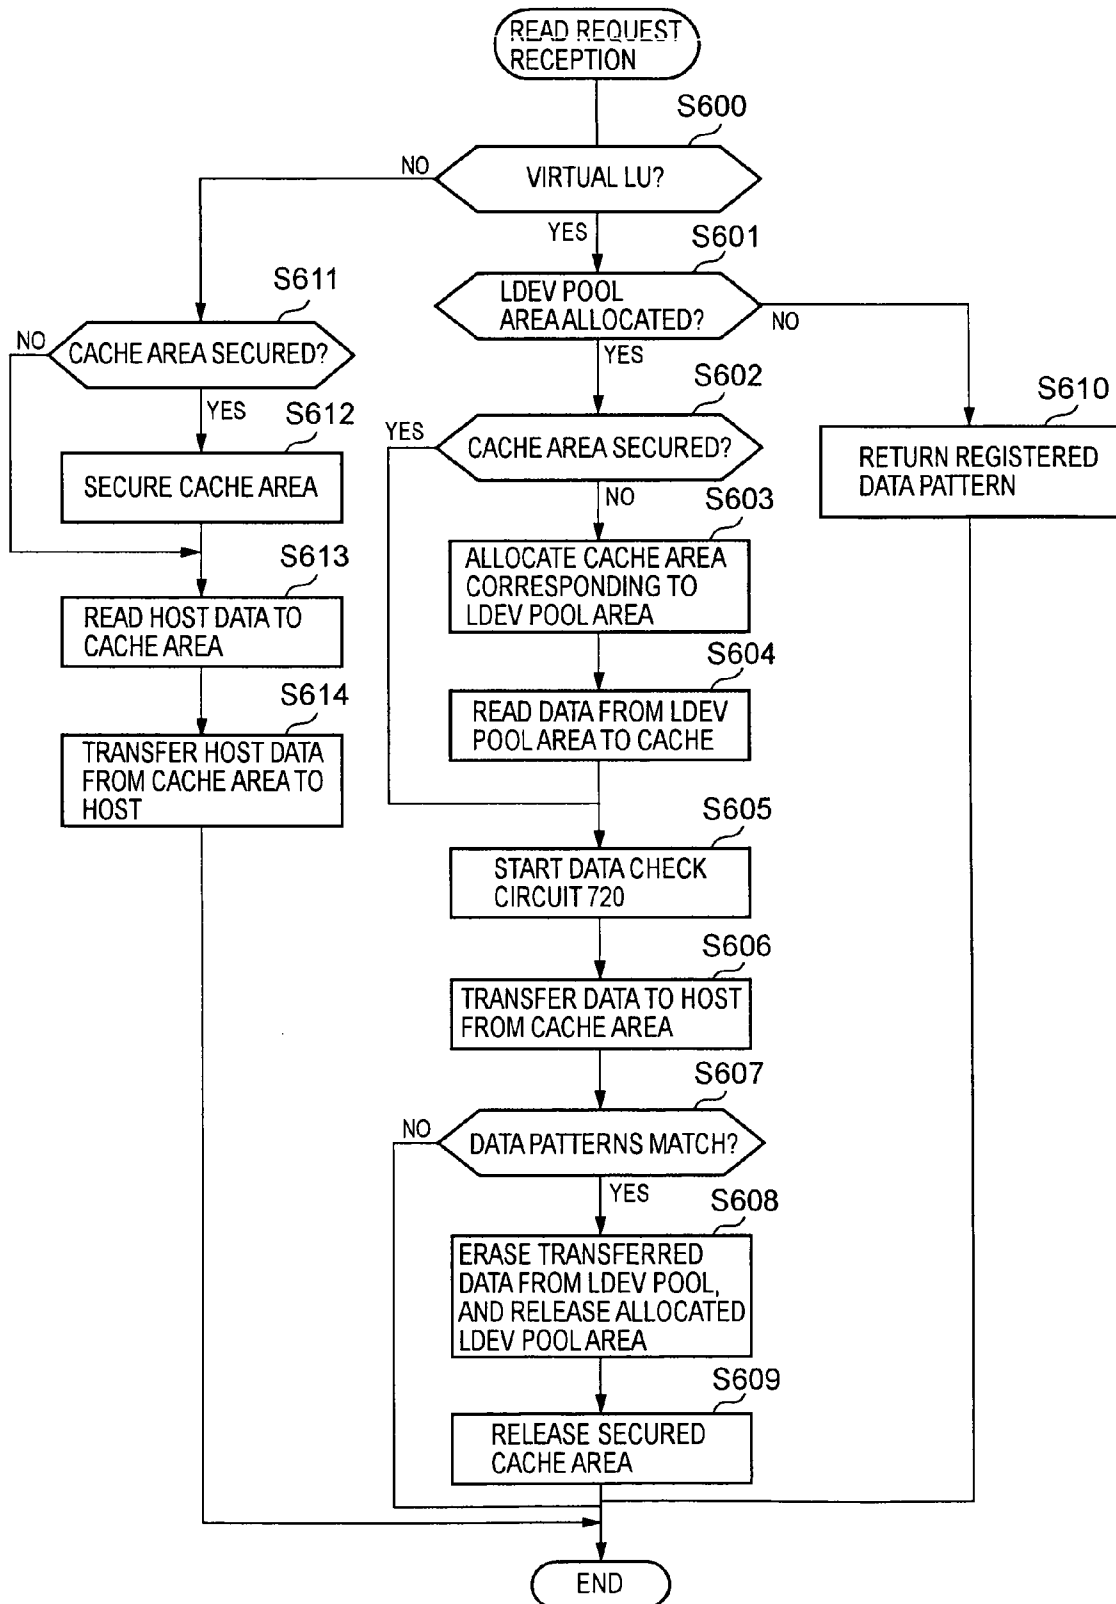 READ REQUEST
RECEPTION
S600
VIRTUAL LU?
NO
YES
S601
LDEV POOL
AREA ALLOCATED?
NO
YES
S611
CACHE AREA SECURED?
NO
YES
S602
CACHE AREA SECURED?
YES
NO
S610
RETURN REGISTERED
DATA PATTERN
S612
SECURE CACHE AREA
S603
ALLOCATE CACHE AREA
CORRESPONDING TO
LDEV POOL AREA
S613
READ HOST DATA TO
CACHE AREA
S604
READ DATA FROM LDEV
POOL AREA TO CACHE
S614
TRANSFER HOST DATA
FROM CACHE AREA TO
HOST
S605
START DATA CHECK
CIRCUIT 720
S606
TRANSFER DATA TO HOST
FROM CACHE AREA
S607
DATA PATTERNS MATCH?
NO
YES
S608
ERASE TRANSFERRED
DATA FROM LDEV POOL,
AND RELEASE ALLOCATED
LDEV POOL AREA
S609
RELEASE SECURED
CACHE AREA
END